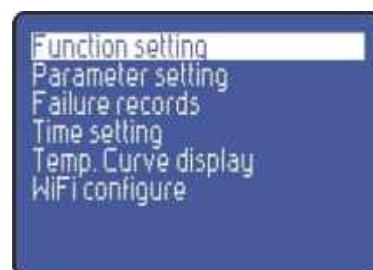 Function setting
Parameter setting
Failure records
Time setting
Temp. Curve display
WiFi configure